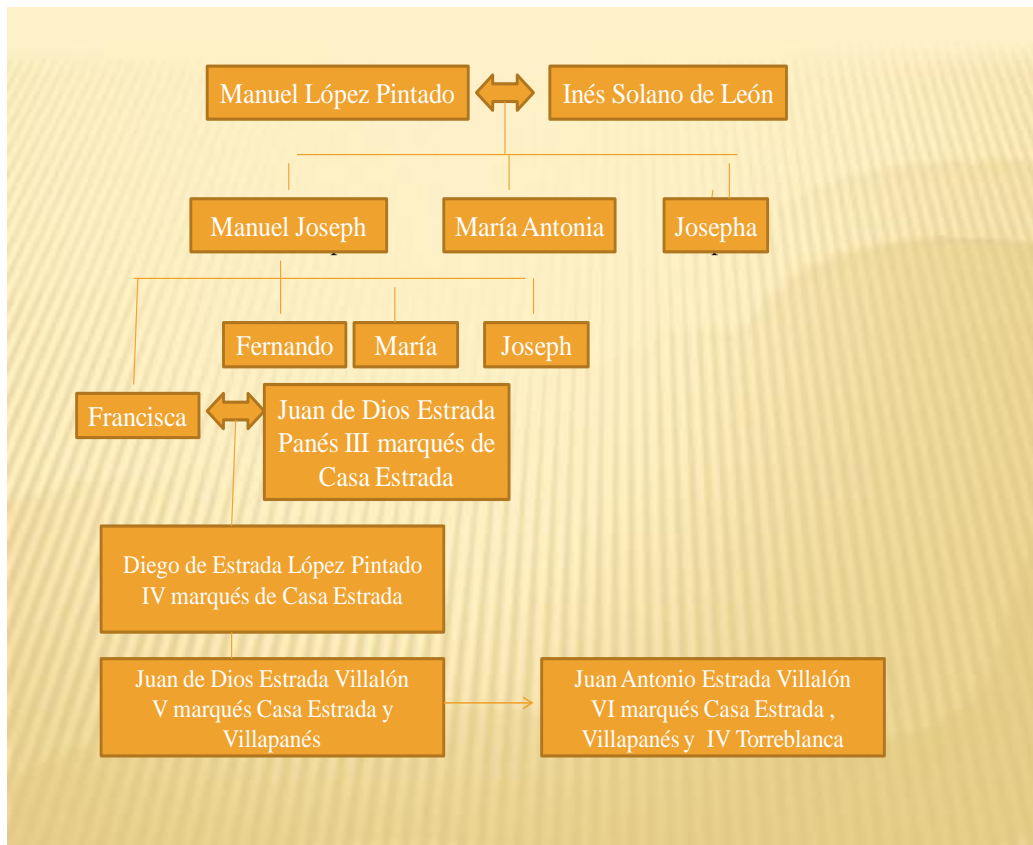 Manuel López Pintado
Inés Solano de León
Manuel Joseph
María Antonia
Josepha
Fernando
María
Joseph
Francisca
Juan de Dios Estrada
Panés III marqués de
Casa Estrada
Diego de Estrada López Pintado
IV marqués de Casa Estrada
Juan de Dios Estrada Villalón
V marqués Casa Estrada y
Villapanés
Juan Antonio Estrada Villalón
VI marqués Casa Estrada ,
Villapanés y IV Torreblanca